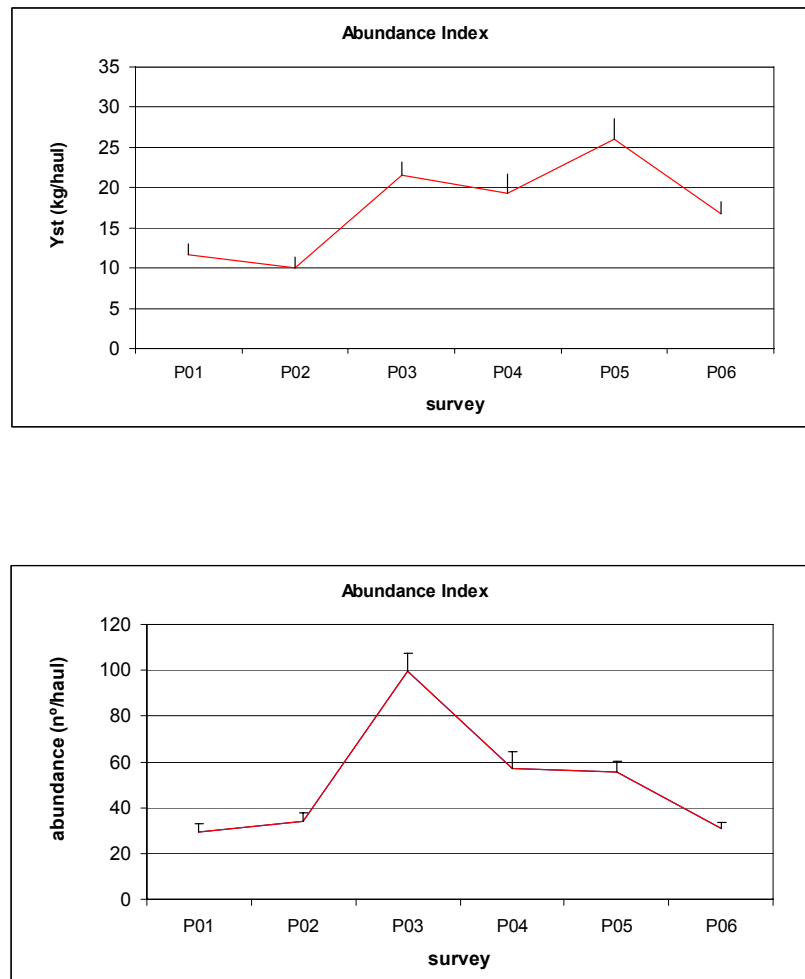 Abundance Index
35
30
25
20
15
10
5
0
Yst (kg/haul)
P01 P02 P03 P04 P05 P06
survey
Abundance Index
120
100
80
60
40
20
0
abundance (nº/haul)
P01 P02 P03 P04 P05 P06
survey